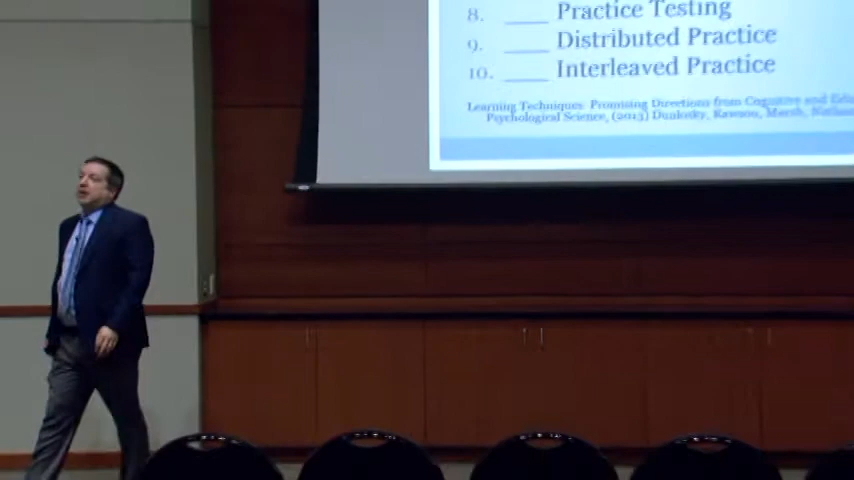 8. ____ Practice Testing
9. ____ Distributed Practice
10. ____ Interleaved Practice
Learning Techniques: Promising Directions from Cognitive and
Psychological Science, (2013) Dunlosky, Rawson, Marsh,